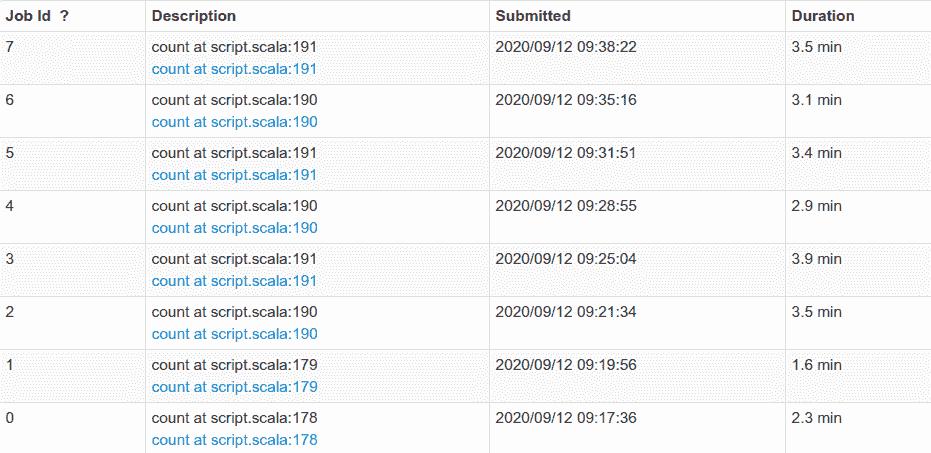 Job Id ? Description Submitted Duration
7 count at script.scala:191 2020/09/12 09:38:22 3.5 min
count at script.scala:191
6 count at script.scala:190 2020/09/12 09:35:16 3.1 min
count at script.scala:190
5 count at script.scala:191 2020/09/12 09:31:51 3.4 min
count at script.scala:191
4 count at script.scala:190 2020/09/12 09:28:55 2.9 min
count at script.scala:190
3 count at script.scala:191 2020/09/12 09:25:04 3.9 min
count at script.scala:191
2 count at script.scala:190 2020/09/12 09:21:34 3.5 min
count at script.scala:190
1 count at script.scala:179 2020/09/12 09:19:56 1.6 min
count at script.scala:179
0 count at script.scala:178 2020/09/12 09:17:36 2.3 min
count at script.scala:178